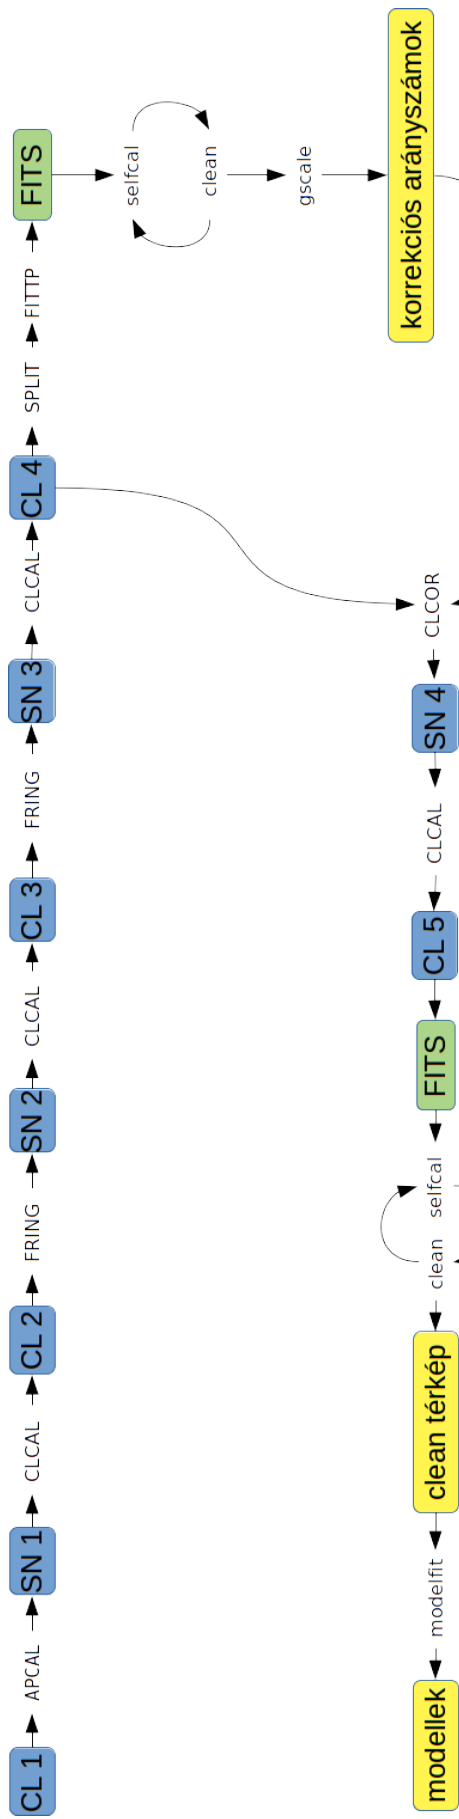 CL 1
APCAL
SN 1
CLCAL
CL 2
FRING
SN 2
CLCAL
CL 3
FRING
SN 3
CLCAL
CL 4
SPLIT
FITTP
FITS
selfcal
clean
gscale
korrekciós arányszámok
CLCOR
SN 4
CLCAL
CL 5
FITS
selfcal
clean
clean térkép
modelfit
modellek